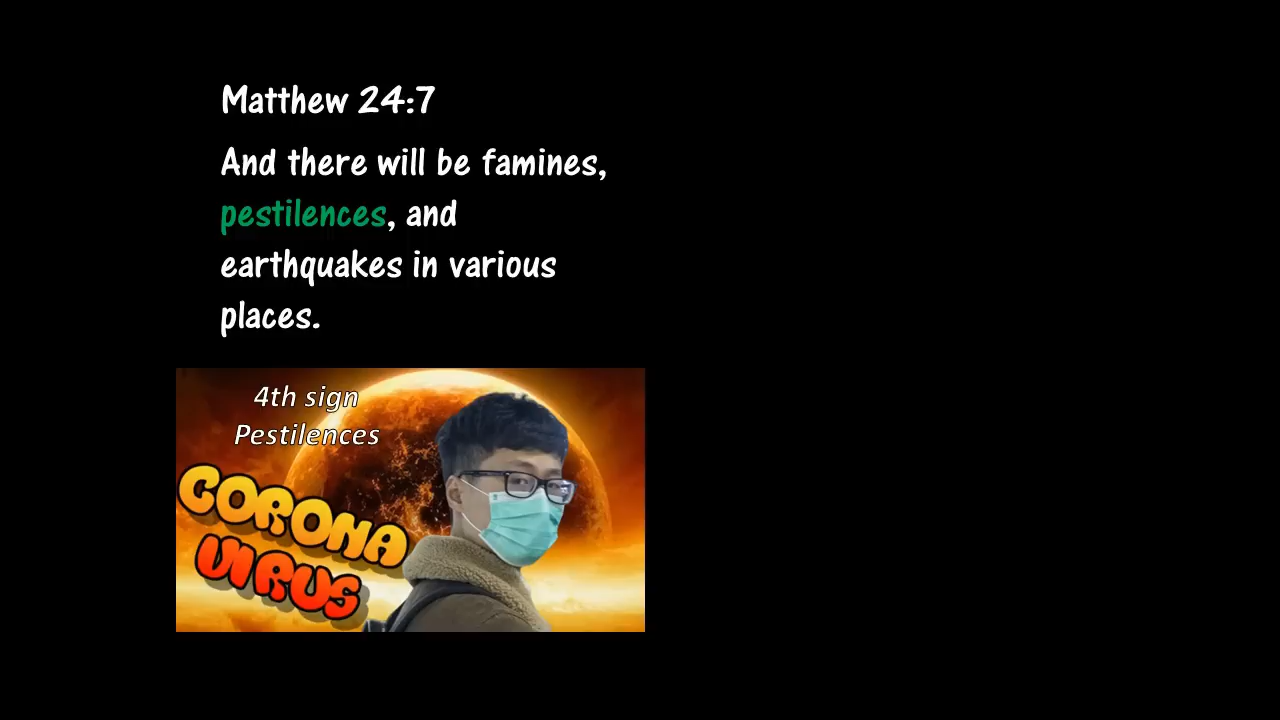 Matthew 24:7
And there will be famines,
pestilences, and
earthquakes in various
places.
4th sign
Pestilences
CORONA
VIRUS